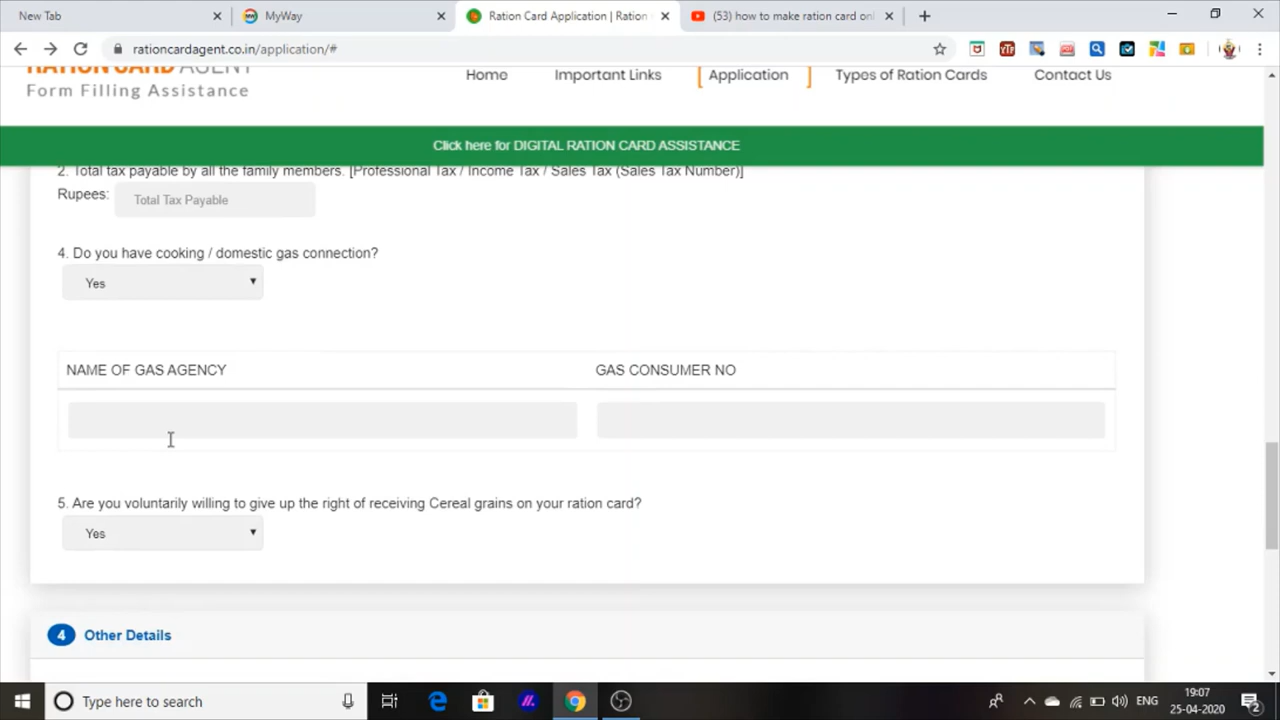 New Tab
MyWay
Ration Card Application | Ration
(53) how to make ration card onl
rationcardagent.co.in/application/#
RATION CARD AGENT
Form Filling Assistance
Home
Important Links
Application
Types of Ration Cards
Contact Us
Click here for DIGITAL RATION CARD ASSISTANCE
2. Total tax payable by all the family members. [Professional Tax / Income Tax / Sales Tax (Sales Tax Number)]
Rupees: Total Tax Payable
4. Do you have cooking / domestic gas connection?
Yes
NAME OF GAS AGENCY
GAS CONSUMER NO
5. Are you voluntarily willing to give up the right of receiving Cereal grains on your ration card?
Yes
4 Other Details
Type here to search
ENG
19:07
25-04-2020
2